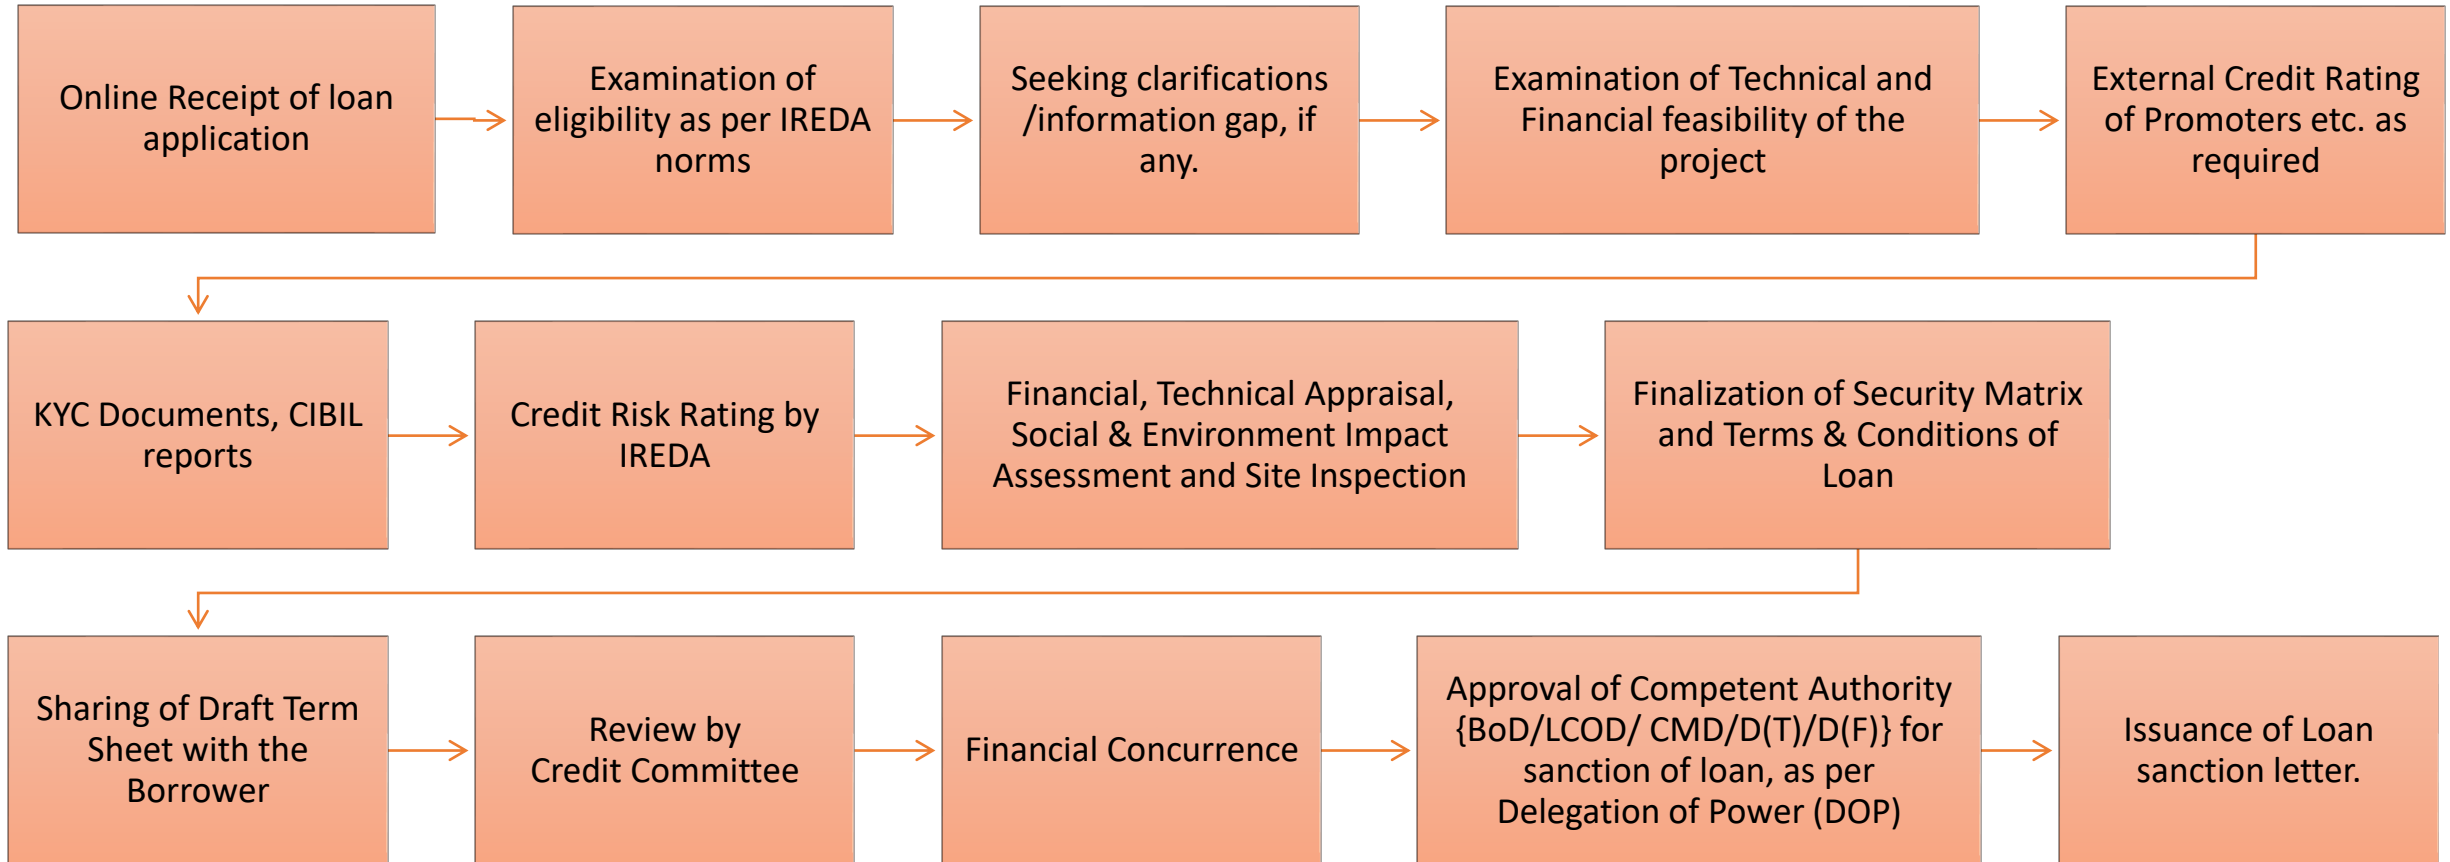 Online Receipt of loan
application
Examination of
eligibility as per IREDA
norms
Seeking clarifications
/information gap, if
any.
Examination of Technical and
Financial feasibility of the
project
External Credit Rating
of Promoters etc. as
required
KYC Documents, CIBIL
reports
Credit Risk Rating by
IREDA
Financial, Technical Appraisal,
Social & Environment Impact
Assessment and Site Inspection
Finalization of Security Matrix
and Terms & Conditions of
Loan
Sharing of Draft Term
Sheet with the
Borrower
Review by
Credit Committee
Financial Concurrence
Approval of Competent Authority
{BoD/LCOD/ CMD/D(T)/D(F)} for
sanction of loan, as per
Delegation of Power (DOP)
Issuance of Loan
sanction letter.